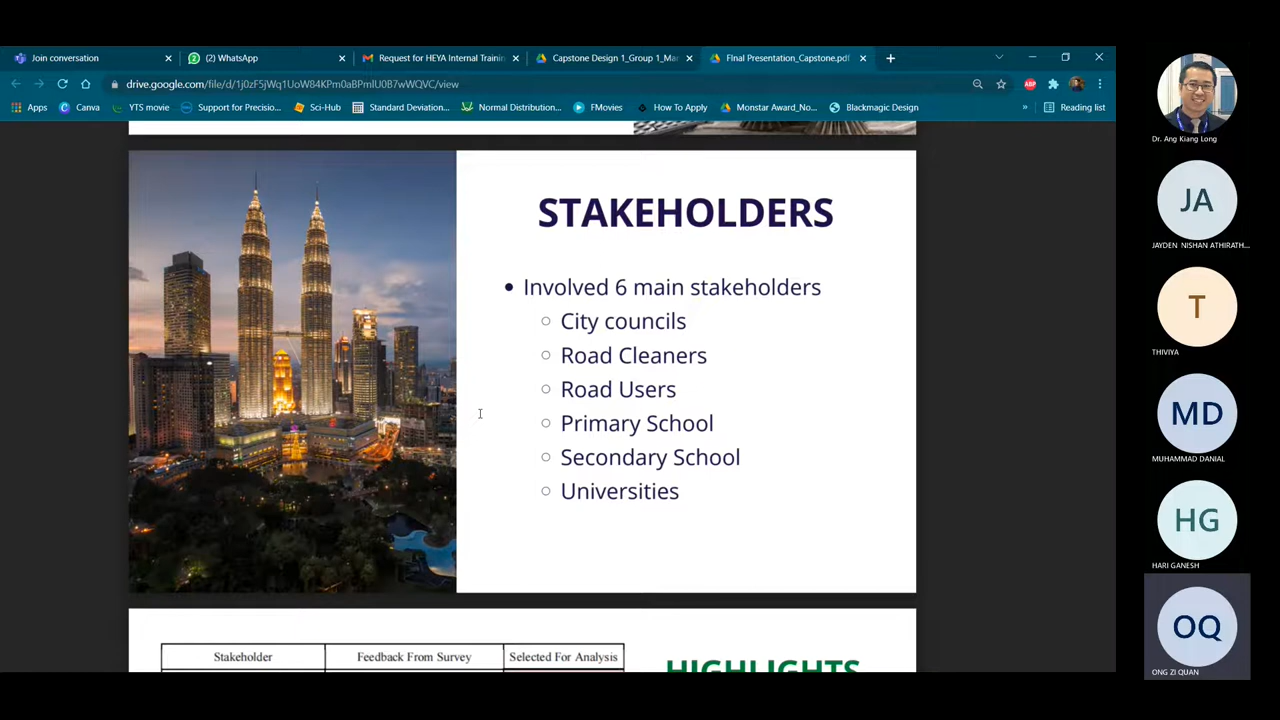 Join conversation
(2) WhatsApp
Request for HEYA Internal Trainin
Capstone Design 1_Group 1_Ma
FInal Presentation_Capstone.pdf
drive.google.com/file/d/1j0zF5jWq1UoW84KPm0aBPmlU0B7wWQVC/view
Apps
Canva
YTS movie
Support for Precisio...
Sci-Hub
Standard Deviation...
Normal Distribution...
FMovies
How To Apply
Monstar Award_No...
Blackmagic Design
»
Reading list
STAKEHOLDERS
Involved 6 main stakeholders
City councils
Road Cleaners
Road Users
Primary School
Secondary School
Universities
Stakeholder
Feedback From Survey
Selected For Analysis
HIGHLIGHTS
Dr. Ang Kiang Long
JA
JAYDEN NISHAN ATHIRATH...
T
THIVIYA
MD
MUHAMMAD DANIAL
HG
HARI GANESH
OQ
ONG ZI QUAN